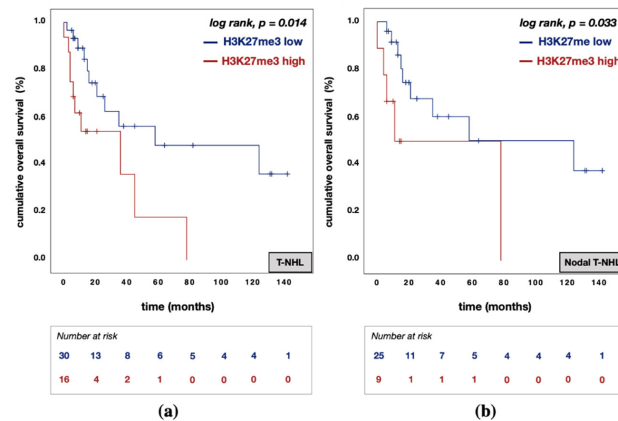 log rank, p = 0.014
H3K27me3 low
H3K27me3 high
cumulative overall survival (%)
1.0
0.8
0.6
0.4
0.2
0.0
T-NHL
0 20 40 60 80 100 120 140
time (months)
Number at risk
30 13 8 6 5 4 4 1
16 4 2 1 0 0 0 0
(a)
log rank, p = 0.033
H3K27me low
H3K27me3 high
cumulative overall survival (%)
1.0
0.8
0.6
0.4
0.2
0.0
Nodal T-NHL
0 20 40 60 80 100 120 140
time (months)
Number at risk
25 11 7 5 4 4 4 1
9 1 1 1 0 0 0 0
(b)